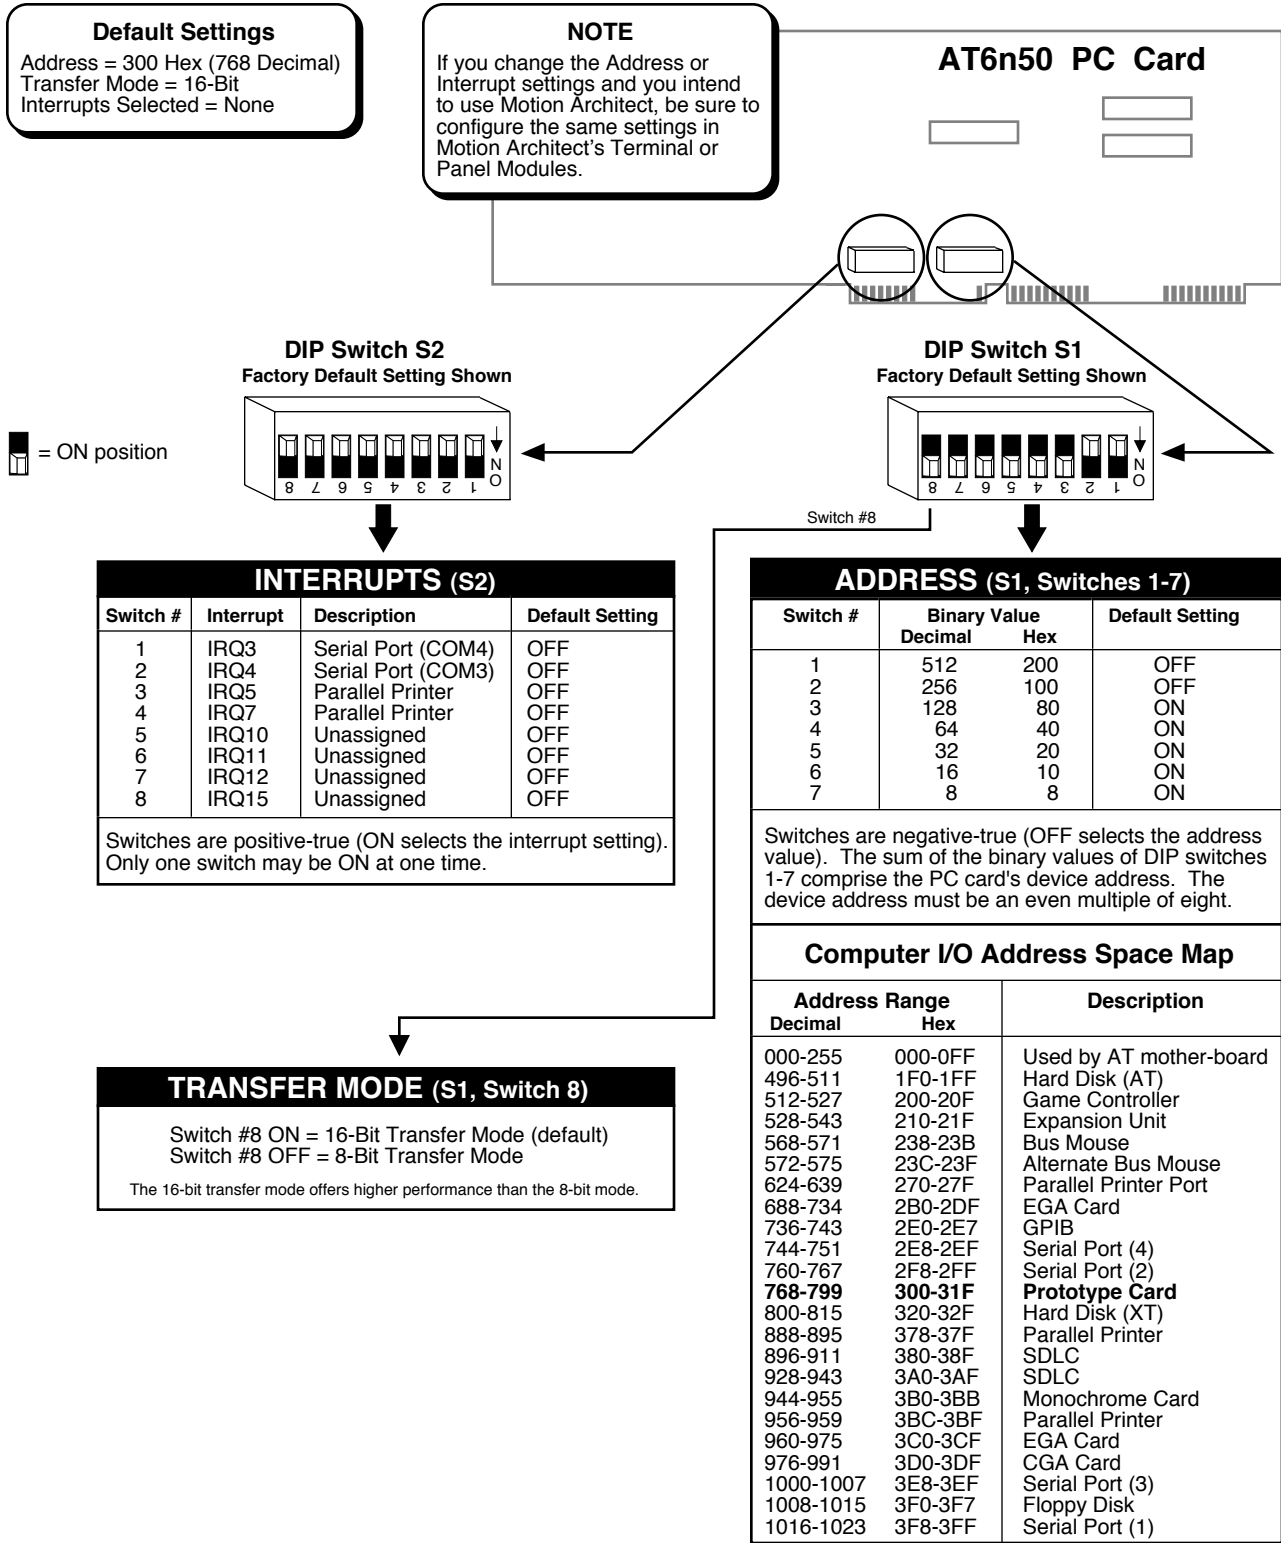 Default Settings
Address = 300 Hex (768 Decimal)
Transfer Mode = 16-Bit
Interrupts Selected = None
NOTE
If you change the Address or
Interrupt settings and you intend
to use Motion Architect, be sure to
configure the same settings in
Motion Architect's Terminal or
Panel Modules.
AT6n50 PC Card
DIP Switch S2
Factory Default Setting Shown
= ON position
8 7 6 5 4 3 2 1 ON
DIP Switch S1
Factory Default Setting Shown
8 7 6 5 4 3 2 1 ON
Switch #8
INTERRUPTS (S2)
Switch # Interrupt Description Default Setting
1 IRQ3 Serial Port (COM4) OFF
2 IRQ4 Serial Port (COM3) OFF
3 IRQ5 Parallel Printer OFF
4 IRQ7 Parallel Printer OFF
5 IRQ10 Unassigned OFF
6 IRQ11 Unassigned OFF
7 IRQ12 Unassigned OFF
8 IRQ15 Unassigned OFF
Switches are positive-true (ON selects the interrupt setting).
Only one switch may be ON at one time.
TRANSFER MODE (S1, Switch 8)
Switch #8 ON = 16-Bit Transfer Mode (default)
Switch #8 OFF = 8-Bit Transfer Mode
The 16-bit transfer mode offers higher performance than the 8-bit mode.
ADDRESS (S1, Switches 1-7)
Switch # Binary Value Default Setting
Decimal Hex
1 512 200 OFF
2 256 100 OFF
3 128 80 ON
4 64 40 ON
5 32 20 ON
6 16 10 ON
7 8 8 ON
Switches are negative-true (OFF selects the address
value). The sum of the binary values of DIP switches
1-7 comprise the PC card's device address. The
device address must be an even multiple of eight.
Computer I/O Address Space Map
Address Range Description
Decimal Hex
000-255 000-0FF Used by AT mother-board
496-511 1F0-1FF Hard Disk (AT)
512-527 200-20F Game Controller
528-543 210-21F Expansion Unit
568-571 238-23B Bus Mouse
572-575 23C-23F Alternate Bus Mouse
624-639 270-27F Parallel Printer Port
688-734 2B0-2DF EGA Card
736-743 2E0-2E7 GPIB
744-751 2E8-2EF Serial Port (4)
760-767 2F8-2FF Serial Port (2)
768-799 300-31F Prototype Card
800-815 320-32F Hard Disk (XT)
888-895 378-37F Parallel Printer
896-911 380-38F SDLC
928-943 3A0-3AF SDLC
944-955 3B0-3BB Monochrome Card
956-959 3BC-3BF Parallel Printer
960-975 3C0-3CF EGA Card
976-991 3D0-3DF CGA Card
1000-1007 3E8-3EF Serial Port (3)
1008-1015 3F0-3F7 Floppy Disk
1016-1023 3F8-3FF Serial Port (1)